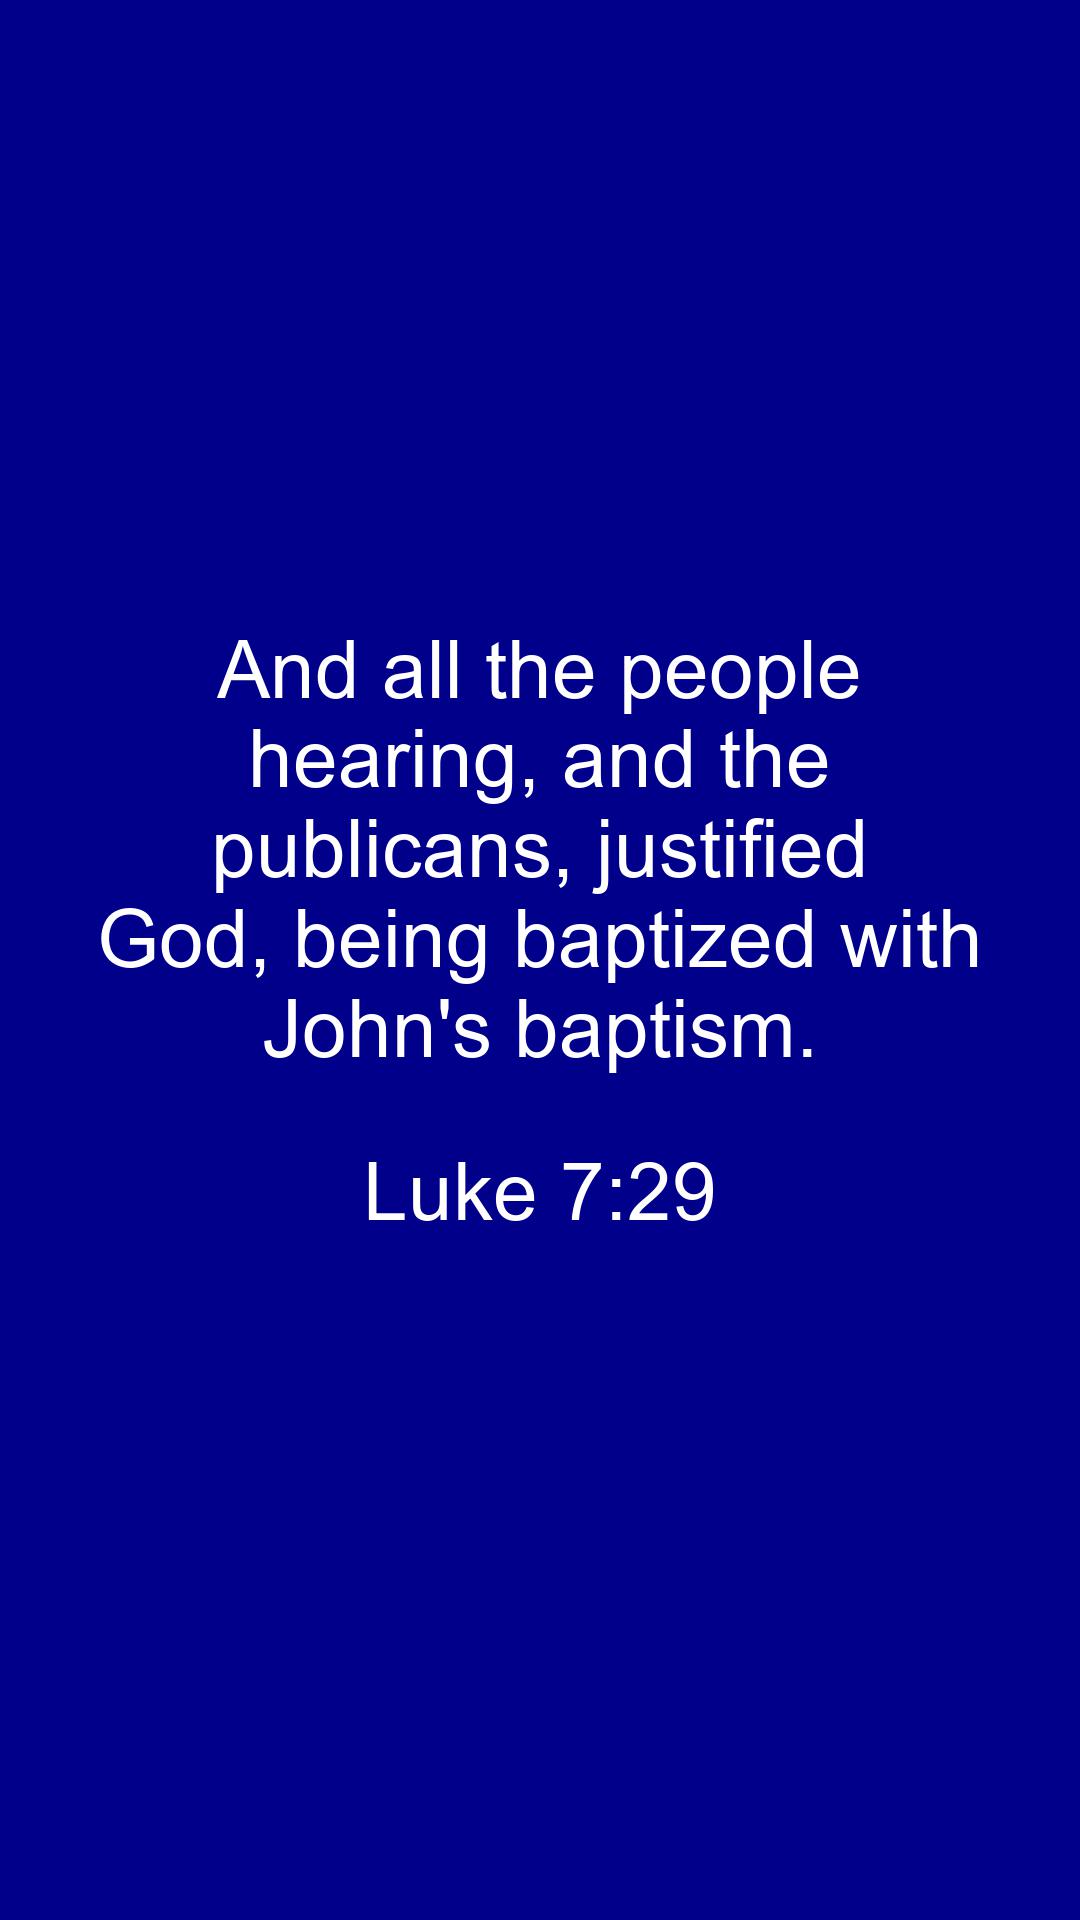 And all the people
hearing, and the
publicans, justified
God, being baptized with
John's baptism.
Luke 7:29